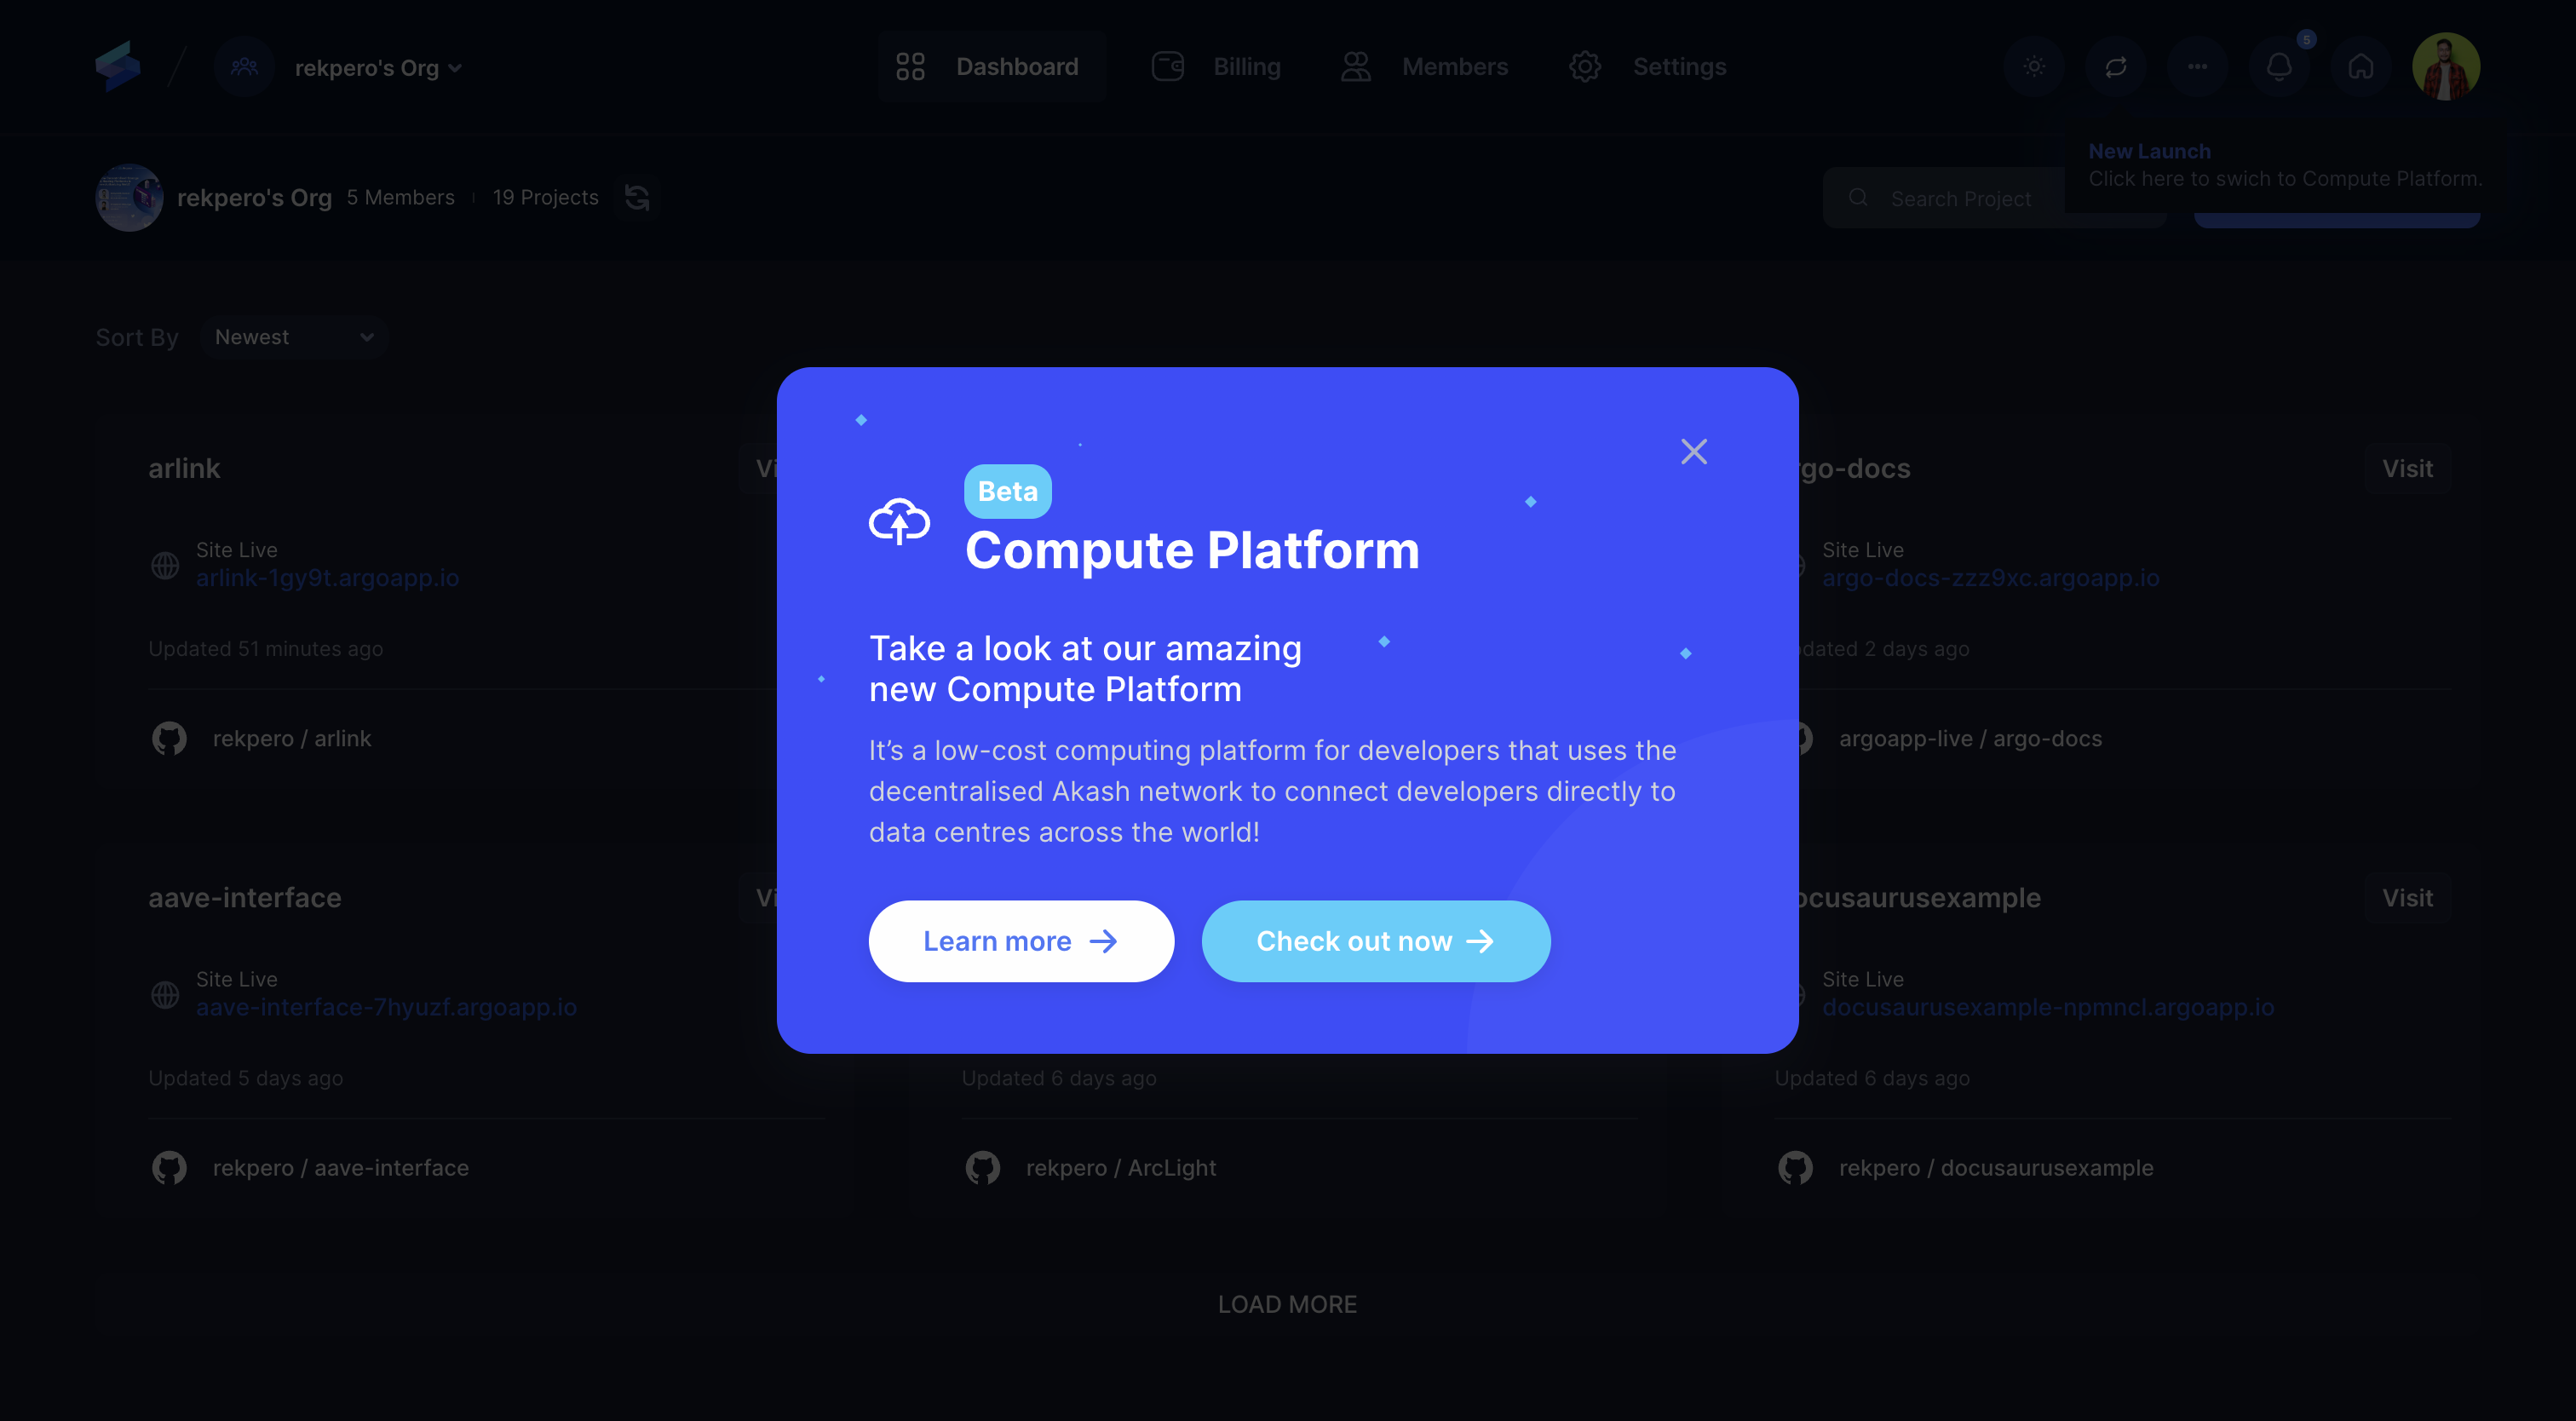 rekpero's Org
Dashboard
Billing
Members
Settings
5
New Launch
Click here to swich to Compute Platform.
rekpero's Org 5 Members 19 Projects
Search Project
Sort By Newest
arlink
Visit
Site Live
arlink-1gy9t.argoapp.io
Updated 51 minutes ago
rekpero / arlink
Beta
Compute Platform
Take a look at our amazing
new Compute Platform
It’s a low-cost computing platform for developers that uses the
decentralised Akash network to connect developers directly to
data centres across the world!
Learn more
Check out now
argo-docs
Visit
Site Live
argo-docs-zzz9xc.argoapp.io
Updated 2 days ago
argoapp-live / argo-docs
aave-interface
Site Live
aave-interface-7hyuzf.argoapp.io
Updated 5 days ago
rekpero / aave-interface
Updated 6 days ago
rekpero / ArcLight
docusaurusexample
Visit
Site Live
docusaurusexample-npmncl.argoapp.io
Updated 6 days ago
rekpero / docusaurusexample
LOAD MORE